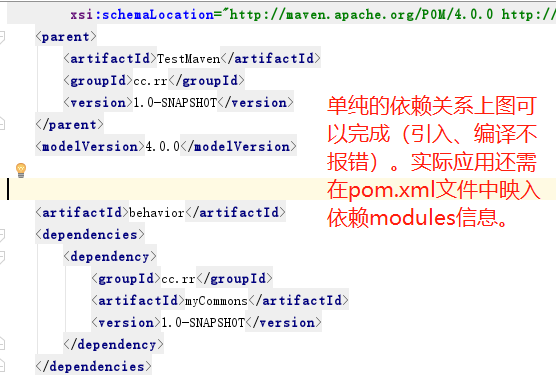 xsi:schemaLocation="http://maven.apache.org/POM/4.0.0 http://
<parent>
<artifactId>TestMaven</artifactId>
<groupId>cc.rr</groupId>
<version>1.0-SNAPSHOT</version>
</parent>
<modelVersion>4.0.0</modelVersion>
单纯的依赖关系上图可
以完成（引入、编译不
报错）。实际应用还需
在pom.xml文件中映入
依赖modules信息。
<artifactId>behavior</artifactId>
<dependencies>
<dependency>
<groupId>cc.rr</groupId>
<artifactId>myCommons</artifactId>
<version>1.0-SNAPSHOT</version>
</dependency>
</dependencies>